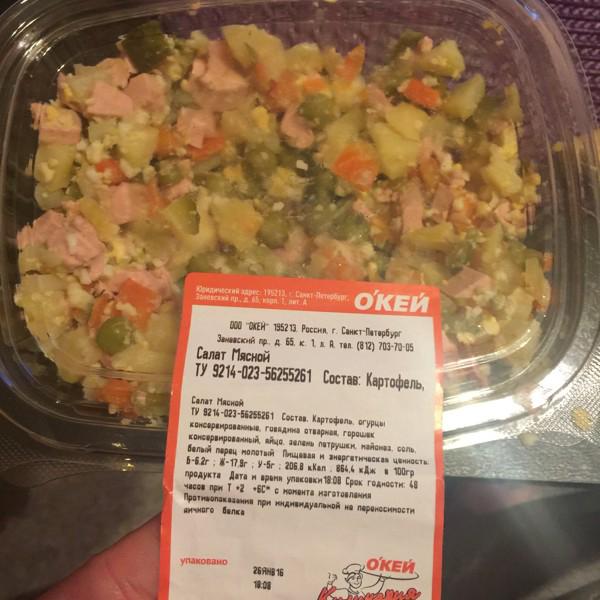 Юридический адрес: 195213, г. Санкт-Петербург,
Заневский пр., д. 65, корп. 1, лит. А
О'КЕЙ
ООО "ОКЕЙ" 195213, Россия, г. Санкт-Петербург
Заневский пр., д. 65, к. 1, л. А, тел. (812) 703-70-05
Салат Мясной
ТУ 9214-023-56255261 Состав: Картофель,
Салат Мясной
ТУ 9214-023-56255261 Состав. Картофель, огурцы
консервированные, говядина отварная, горошек
консервированный, яйцо, зелень петрушки, майонез, соль,
белый перец молотый Пищевая и энергетическая ценность:
Б-6.2г ; Ж-17,9г ; У-5г ; 206.8 кКал ; 864,4 кДж в 100гр
продукта Дата и время упаковки 18:08 Срок годности: 48
часов при Т +2 +6С* с момента изготовления
Противопоказания при индивидуальной не переносимости
яичного белка
упаковано
26ЯНВ16
18:08
О'КЕЙ
Кулинария